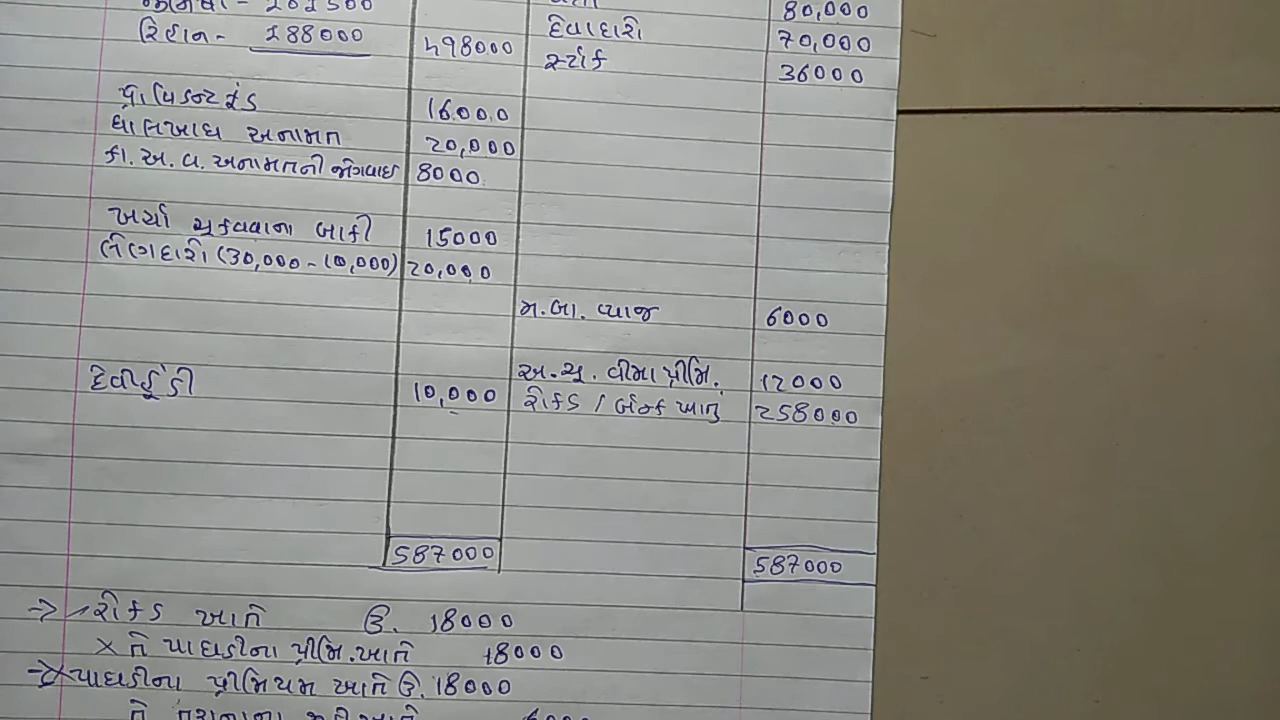 રિહાન - 188000 498000
પ્રોવિડન્ટ ફંડ 16000
ઘાલખાધ અનામત 20,000
કા. અ. વ. અનામતની જોગવાઇ 8000
ખર્ચા ચૂકવવાના બાકી 15000
લેણદારો (30,000 - 10,000) 20,000
દેવીહૂંડી 10,000
587000
80,000
દેવાદારો 70,000
સ્ટોક 36000
મ.બા. વ્યાજ 6000
અ.ચૂ. વીમા પ્રીમિ. 12000
રોકડ / બેન્ક ખાતુ 258000
587000
→ રોકડ ખાતે ઉ. 18000
× તે પાઘડીના પ્રીમિ. ખાતે 18000
→ × પાઘડીના પ્રીમિયમ ખાતે ઉ. 18000